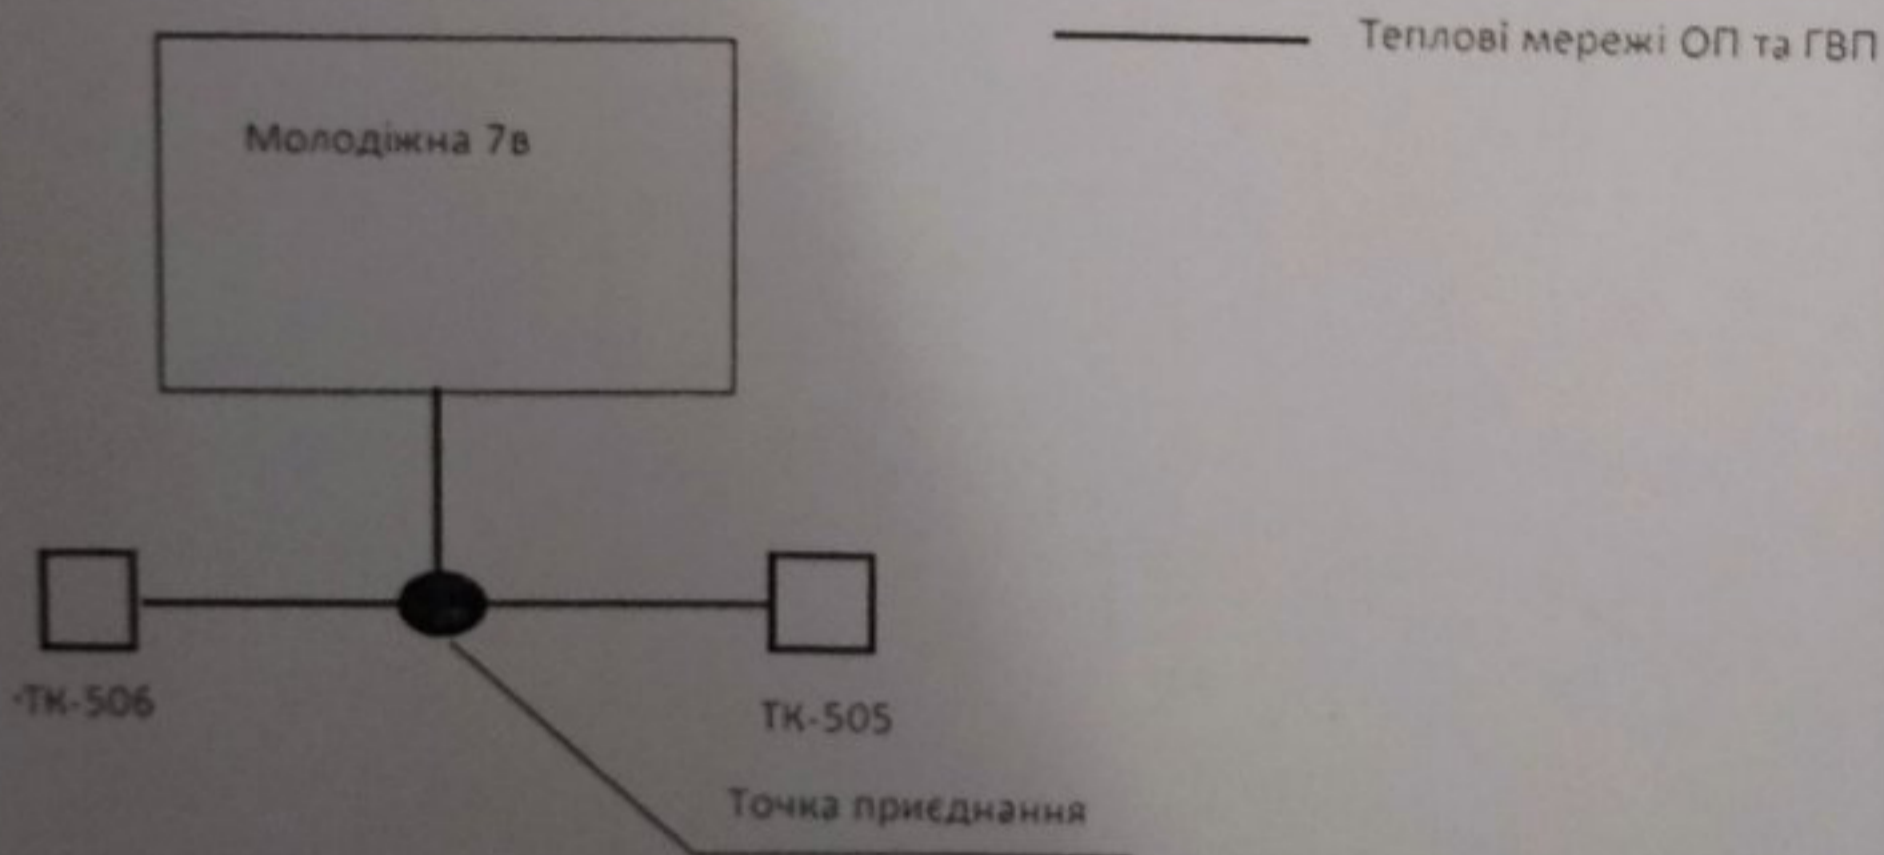 Теплові мережі ОП та ГВП
Молодіжна 7в
-ТК-506
ТК-505
Точка приєднання